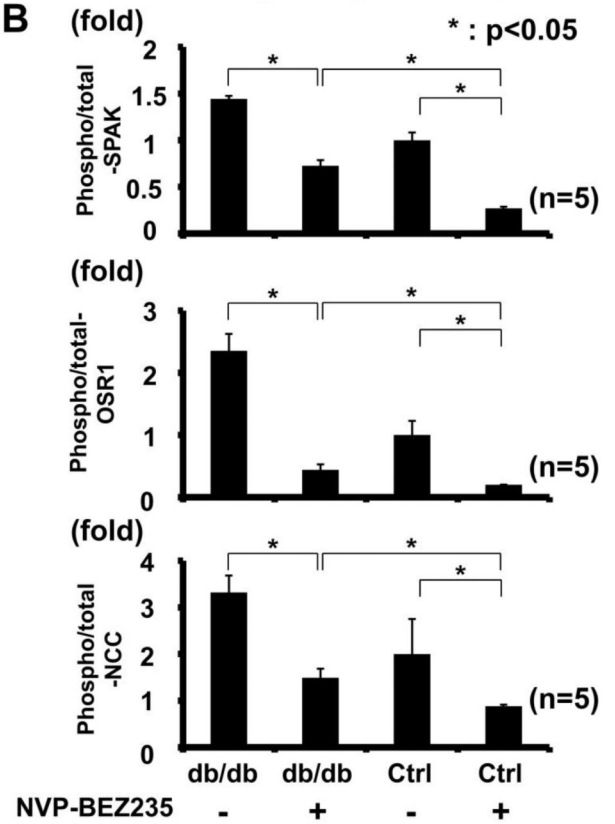 B
(fold)
* : p<0.05
Phospho/total
-SPAK
2
1.5
1
0.5
0
*
*
*
(n=5)
(fold)
Phospho/total-
OSR1
3
2
1
0
*
*
*
(n=5)
(fold)
Phospho/total
-NCC
4
3
2
1
0
*
*
*
(n=5)
db/db db/db Ctrl Ctrl
NVP-BEZ235 - + - +